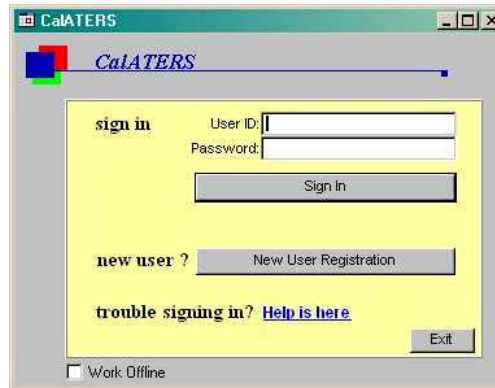 CalATERS
CalATERS
sign in User ID:
Password:
Sign In
new user ? New User Registration
trouble signing in? Help is here
Exit
Work Offline